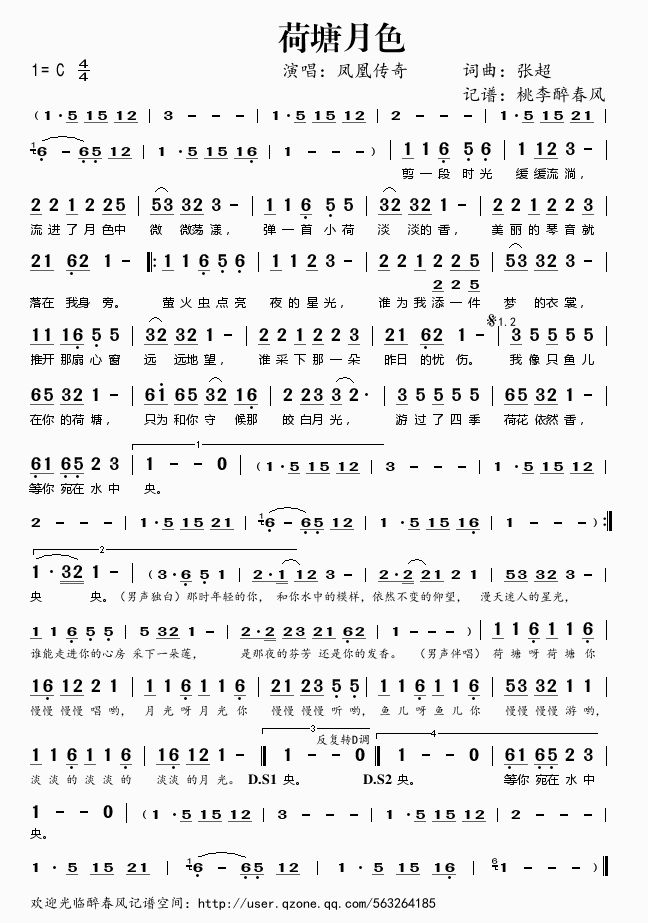 荷塘月色
1= C 4/4 演唱：凤凰传奇 词曲：张超
记谱：桃李醉春风
(1·5 15 12 | 3 - - - | 1·5 15 12 | 2 - - - | 1·5 15 21 |
1 6 - 65 12 | 1 ·5 15 16 | 1 - - - ) | 1 1 6 5 6 | 1 12 3 - |
剪一段 时光 缓缓流淌，
2 2 1 2 25 | 53 32 3 - | 1 1 6 5 5 | 32 32 1 - | 2 2 1 2 2 3 |
流进了月色中 微 微荡漾， 弹一首 小荷 淡 淡的香， 美丽的琴音就
21 62 1 - ‖: 1 1 6 5 6 | 1 1 2 3 - | 2 2 1 2 2 5 | 53 32 3 - |
2 2 5
落在 我身 旁。 萤火虫点亮 夜的星光， 谁为我添一件 梦 的衣裳，
11 16 5 5 | 32 32 1 - | 2 2 1 2 2 3 | 21 62 1 - | 𝄋1.2 3 5 5 5 5 |
推开 那扇 心 窗 远 远地 望， 谁采下那一朵 昨日 的忧 伤。 我像只鱼儿
65 32 1 - | 61 65 32 16 | 2 23 3 2· | 3 5 5 5 5 | 65 32 1 - |
在你 的荷 塘， 只为 和你 守 候那 皎 白月 光， 游过了四季 荷花 依然 香，
1
61 65 2 3 | 1 - - 0 | (1·5 15 12 | 3 - - - | 1 ·5 15 12 |
等你 宛在 水 中 央。
2 - - - | 1·5 15 21 | 1 6 - 65 12 | 1 ·5 15 16 | 1 - - - ) :‖
2
1 · 32 1 - | (3·6 5 1 | 2·1 12 3 - | 2·2 21 2 1 | 53 32 3 - |
央 央。（男声独白）那时年轻的你， 和你水中的模样，依然不变的仰望， 漫天迷人的星光，
1 1 6 5 5 | 5 32 1 - | 2·2 23 21 62 | 1 - - - ) | 1 1 6 1 1 6 |
谁能走进你的心房 采下一朵莲， 是那夜的芬芳 还是你的发香。 （男声伴唱）荷塘呀荷塘你
16 12 2 1 | 1 1 6 1 1 6 | 21 23 5 5 | 1 1 6 1 1 6 | 53 32 1 1 |
慢慢 慢慢 唱 哟， 月光呀月光你 慢慢 慢慢 听 哟， 鱼儿呀鱼儿你 慢慢 慢慢 游 哟，
3 反复转D调 4
1 1 6 1 1 6 | 16 12 1 - ‖ 1 - - 0 ‖ 1 - - 0 | 61 65 2 3 |
淡淡的淡淡的 淡淡 的月 光。 D.S1 央。 D.S2 央。 等你 宛在 水 中
1 - - 0 | (1·5 15 12 | 3 - - - | 1·5 15 12 | 2 - - - |
央。
1 · 5 15 21 | 1 6 - 65 12 | 1 · 5 15 16 | 6 1 - - - )‖
欢迎光临醉春风记谱空间：http://user.qzone.qq.com/563264185